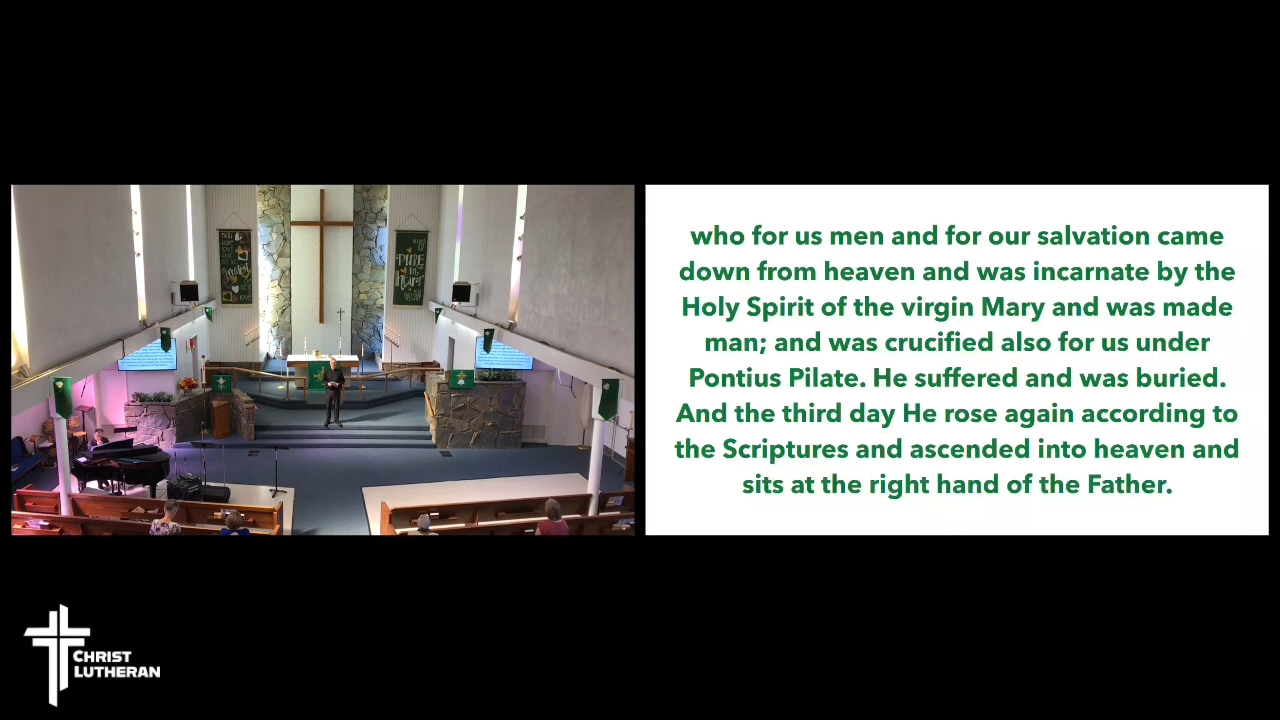 PURE
who for us men and for our salvation came
down from heaven and was incarnate by the
Holy Spirit of the virgin Mary and was made
man; and was crucified also for us under
Pontius Pilate. He suffered and was buried.
And the third day He rose again according to
the Scriptures and ascended into heaven and
sits at the right hand of the Father.
CHRIST
LUTHERAN